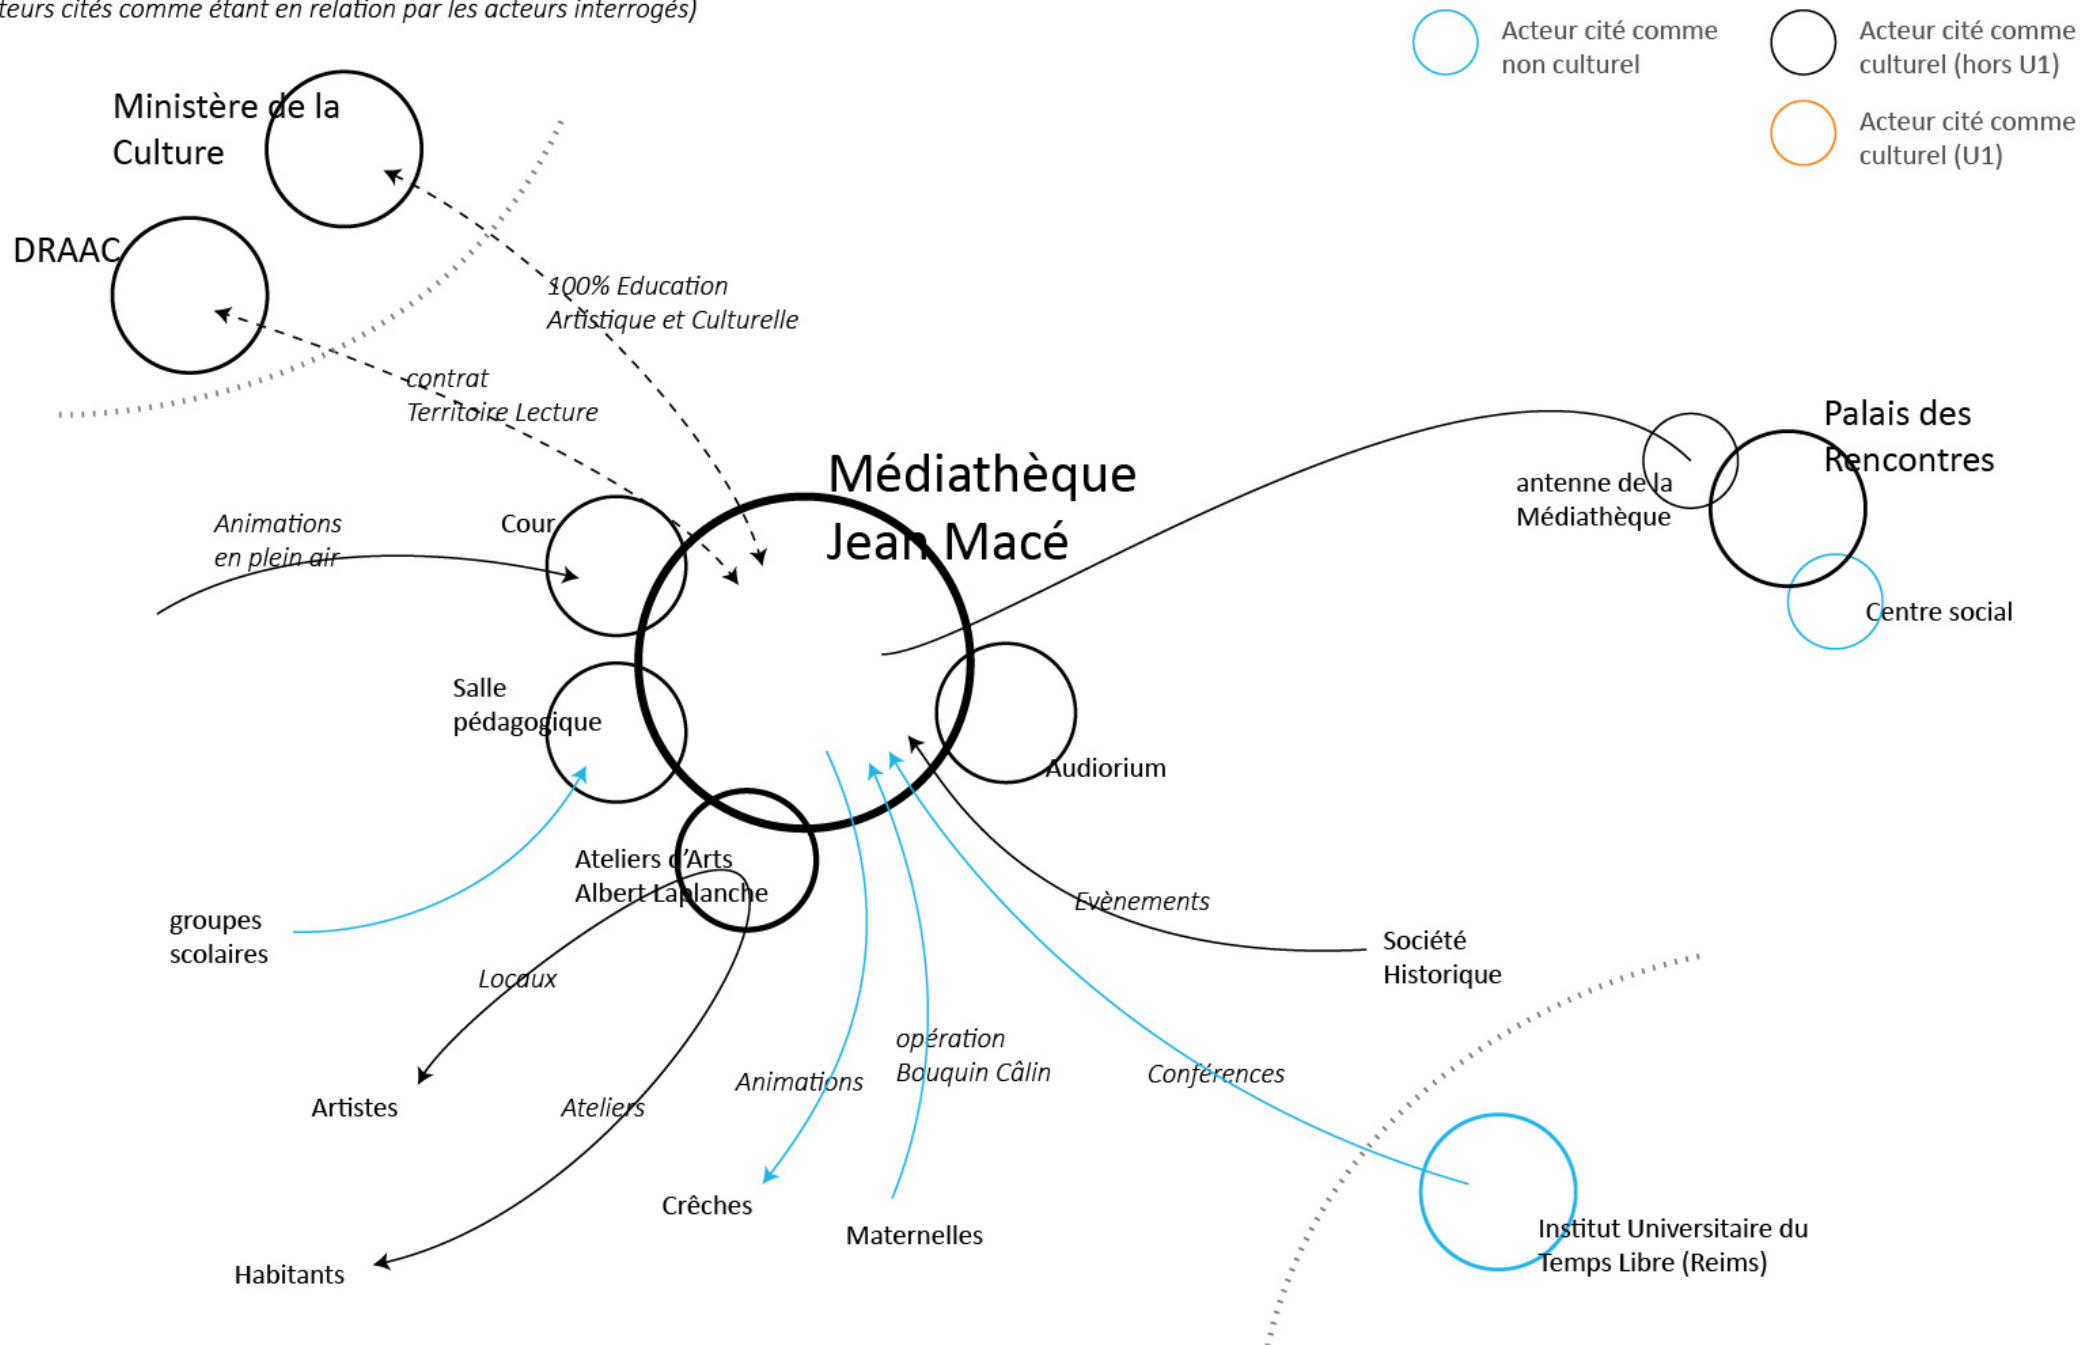 teurs cités comme étant en relation par les acteurs interrogés)
Acteur cité comme
non culturel
Acteur cité comme
culturel (hors U1)
Acteur cité comme
culturel (U1)
Ministère de la
Culture
DRAAC
100% Education
Artistique et Culturelle
contrat
Territoire Lecture
Médiathèque
Jean Macé
Palais des
Rencontres
antenne de la
Médiathèque
Centre social
Animations
en plein air
Cour
Salle
pédagogique
Audiorium
Ateliers d'Arts
Albert Laplanche
groupes
scolaires
Evènements
Société
Historique
Locaux
Artistes
Ateliers
Animations
opération
Bouquin Câlin
Conférences
Crêches
Maternelles
Habitants
Institut Universitaire du
Temps Libre (Reims)